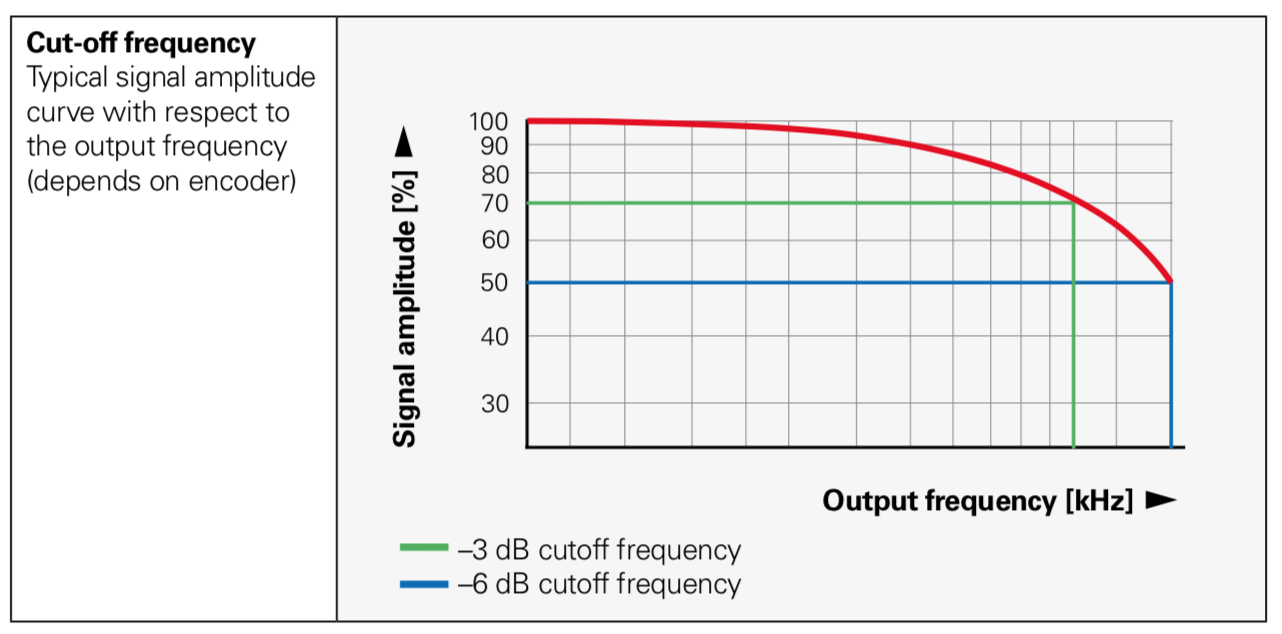 Cut-off frequency
Typical signal amplitude
curve with respect to
the output frequency
(depends on encoder)
Signal amplitude [%]
100
90
80
70
60
50
40
30
Output frequency [kHz]
–3 dB cutoff frequency
–6 dB cutoff frequency